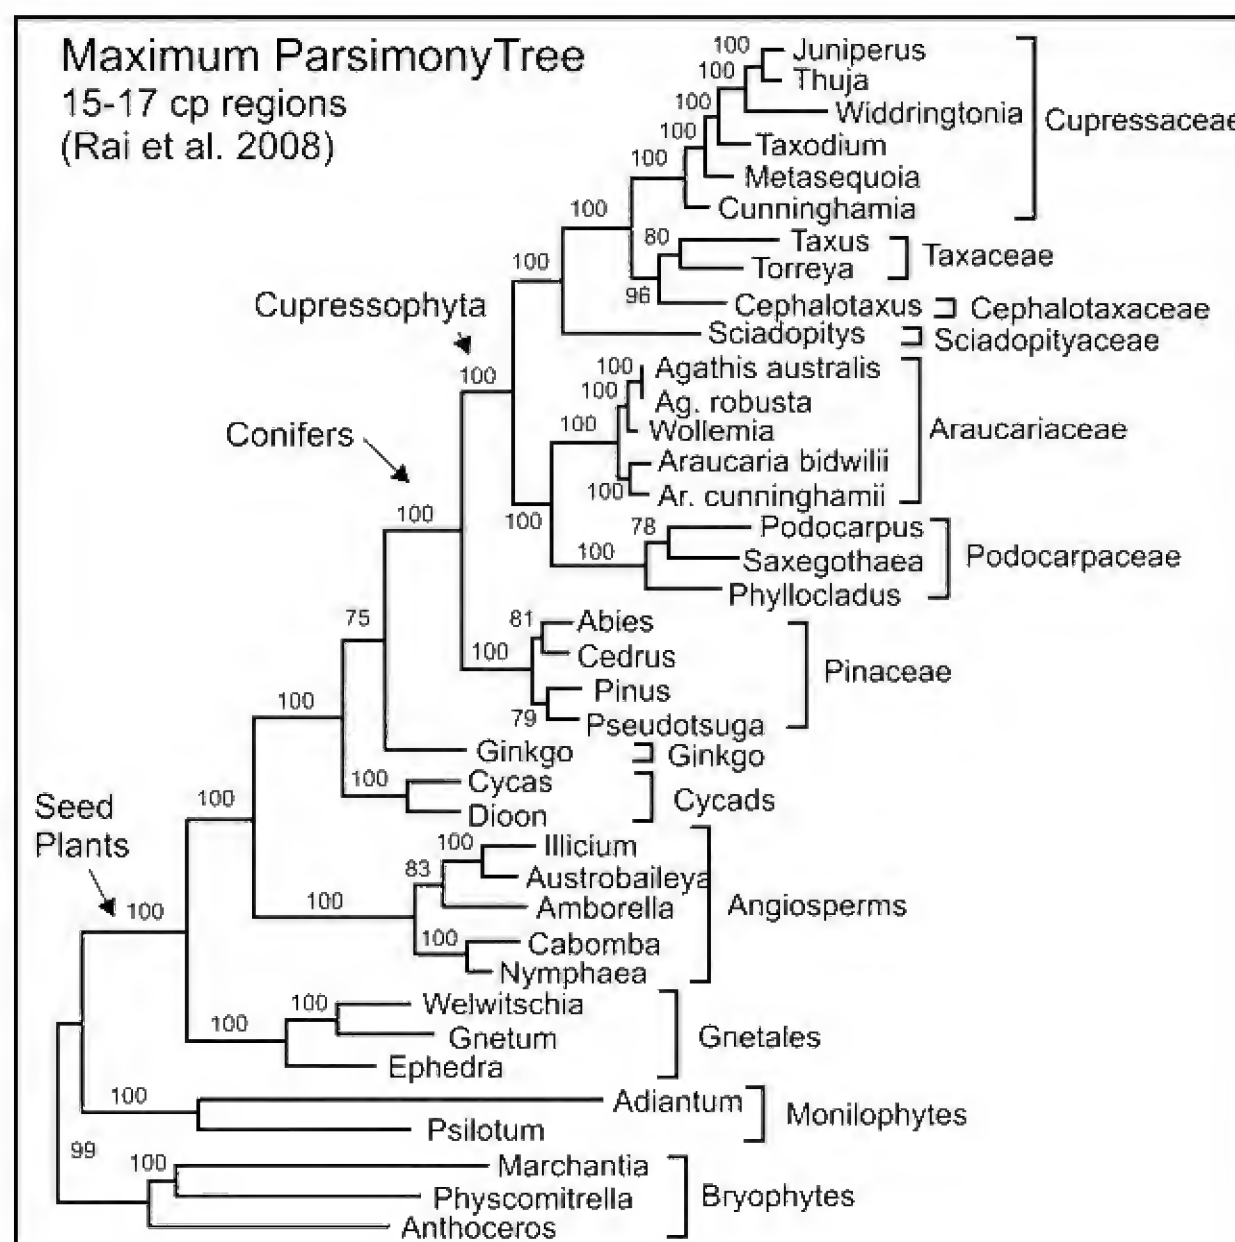 Maximum ParsimonyTree
15-17 cp regions
(Rai et al. 2008)
100 Juniperus
100 Thuja
Widdringtonia
Cupressaceae
100 Taxodium
100 Metasequoia
100 Cunninghamia
100
80 Taxus
Torreya
Taxaceae
96 Cephalotaxus
Cephalotaxaceae
100 Sciadopitys
Sciadopityaceae
Cupressophyta
100
100 Agathis australis
100 Ag. robusta
Wollemia
100
Araucariaceae
Araucaria bidwilii
100 Ar. cunninghamii
Conifers
100
100
78 Podocarpus
100 Saxegothaea
Podocarpaceae
Phyllocladus
75
81 Abies
100 Cedrus
Pinaceae
Pinus
79 Pseudotsuga
100
Ginkgo
Ginkgo
100 Cycas
Dioon
Cycads
Seed
Plants
100
100 Illicium
83 Austrobaileya
Amborella
100
Angiosperms
100 Cabomba
Nymphaea
100
100 Welwitschia
100 Gnetum
Gnetales
Ephedra
100 Adiantum
Psilotum
Monilophytes
99
100 Marchantia
Physcomitrella
Bryophytes
Anthoceros